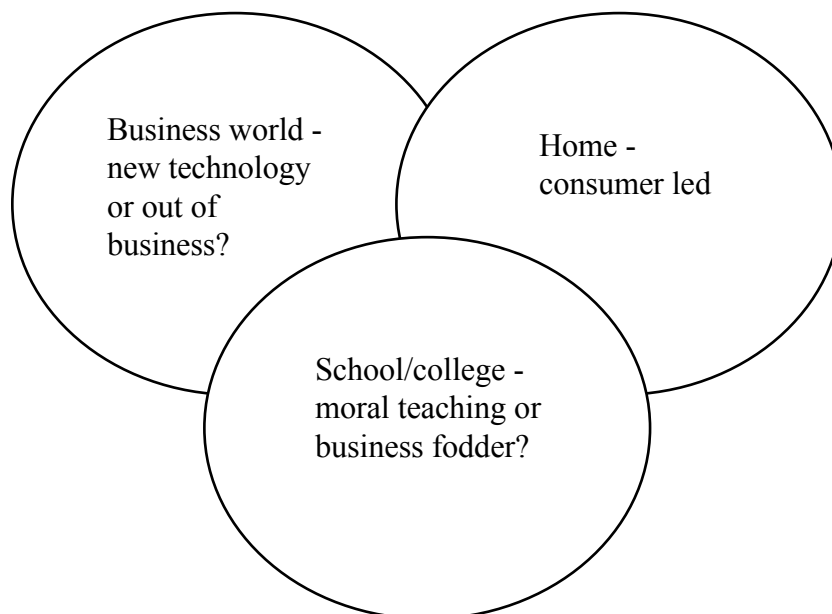 Business world -
new technology
or out of
business?
Home -
consumer led
School/college -
moral teaching or
business fodder?